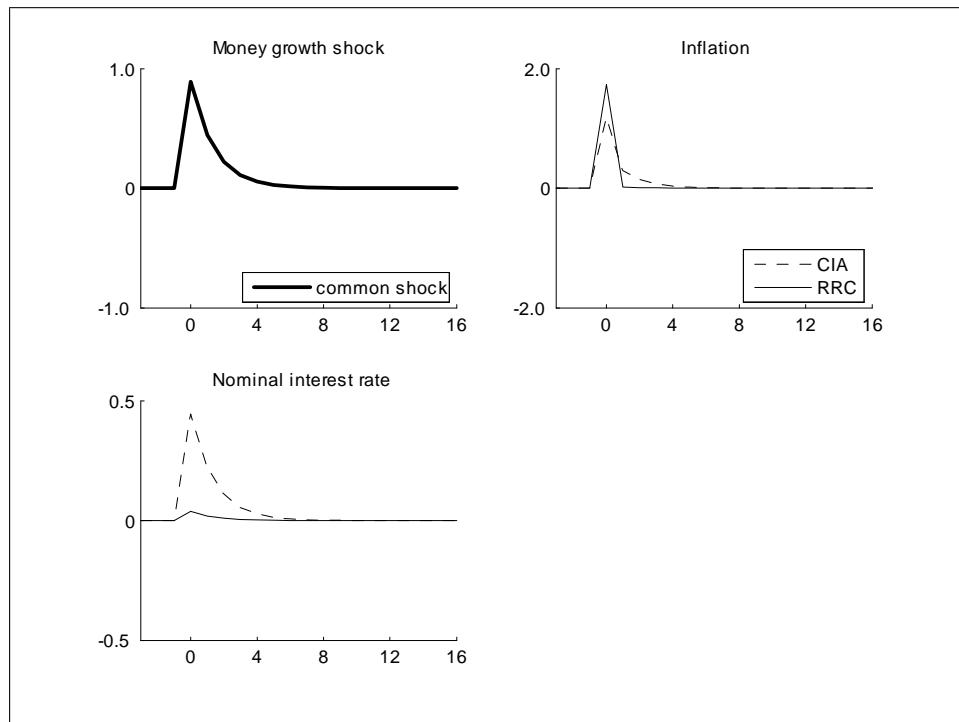 Money growth shock
1.0
0
-1.0
common shock
0 4 8 12 16
Inflation
2.0
0
-2.0
CIA
RRC
0 4 8 12 16
Nominal interest rate
0.5
0
-0.5
0 4 8 12 16